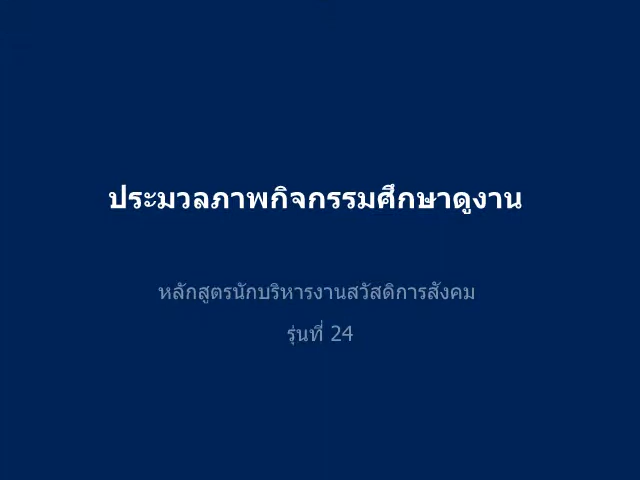 ประมวลภาพกิจกรรมศึกษาดูงาน
หลักสูตรนักบริหารงานสวัสดิการสังคม
รุ่นที่ 24